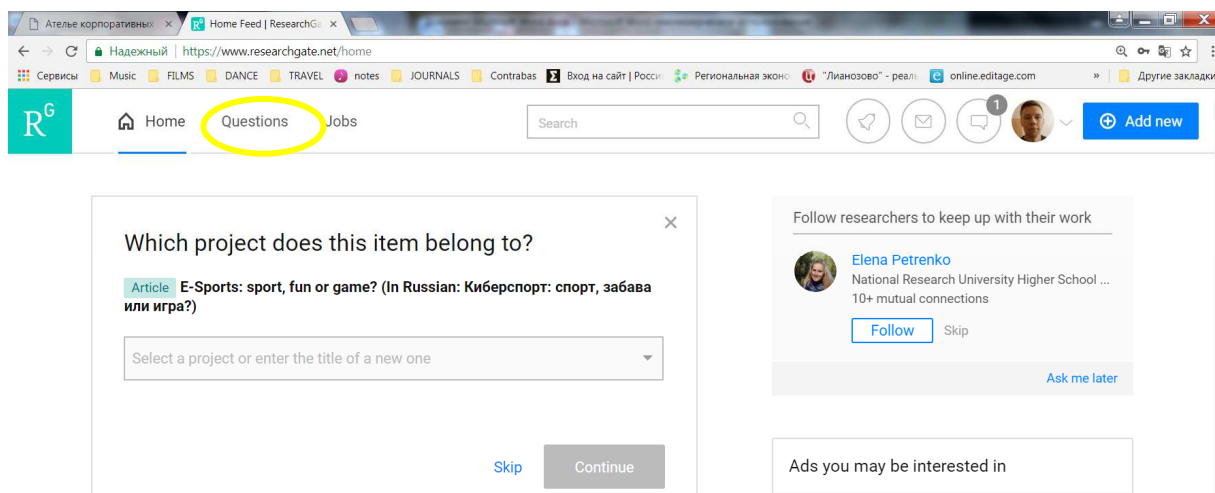 Ателье корпоративных
Home Feed | ResearchGa
Надежный | https://www.researchgate.net/home
Сервисы Music FILMS DANCE TRAVEL notes JOURNALS Contrabas Вход на сайт | Росси Региональная эконо "Лианозово" - реал online.editage.com » Другие закладки
RG Home Questions Jobs Search 1 Add new
Which project does this item belong to?
Article E-Sports: sport, fun or game? (In Russian: Киберспорт: спорт, забава
или игра?)
Select a project or enter the title of a new one
Skip Continue
Follow researchers to keep up with their work
Elena Petrenko
National Research University Higher School ...
10+ mutual connections
Follow Skip
Ask me later
Ads you may be interested in